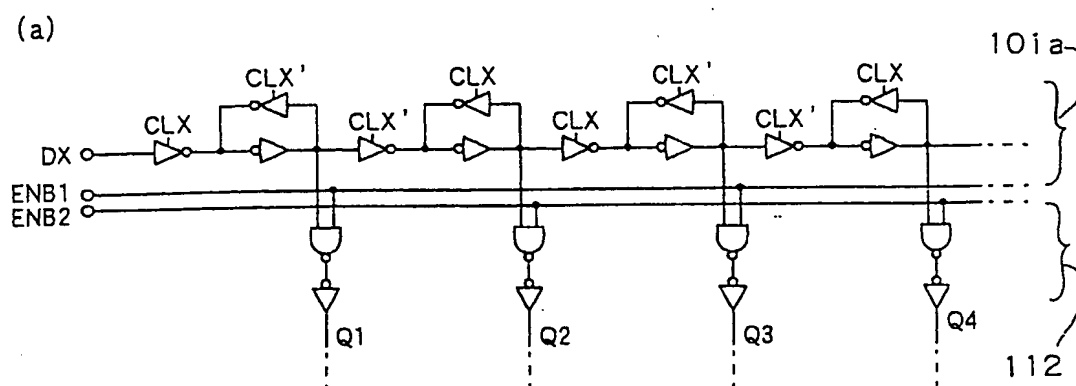 (a)
101a
CLX' CLX CLX' CLX
CLX CLX' CLX CLX'
DX
ENB1
ENB2
Q1 Q2 Q3 Q4
112